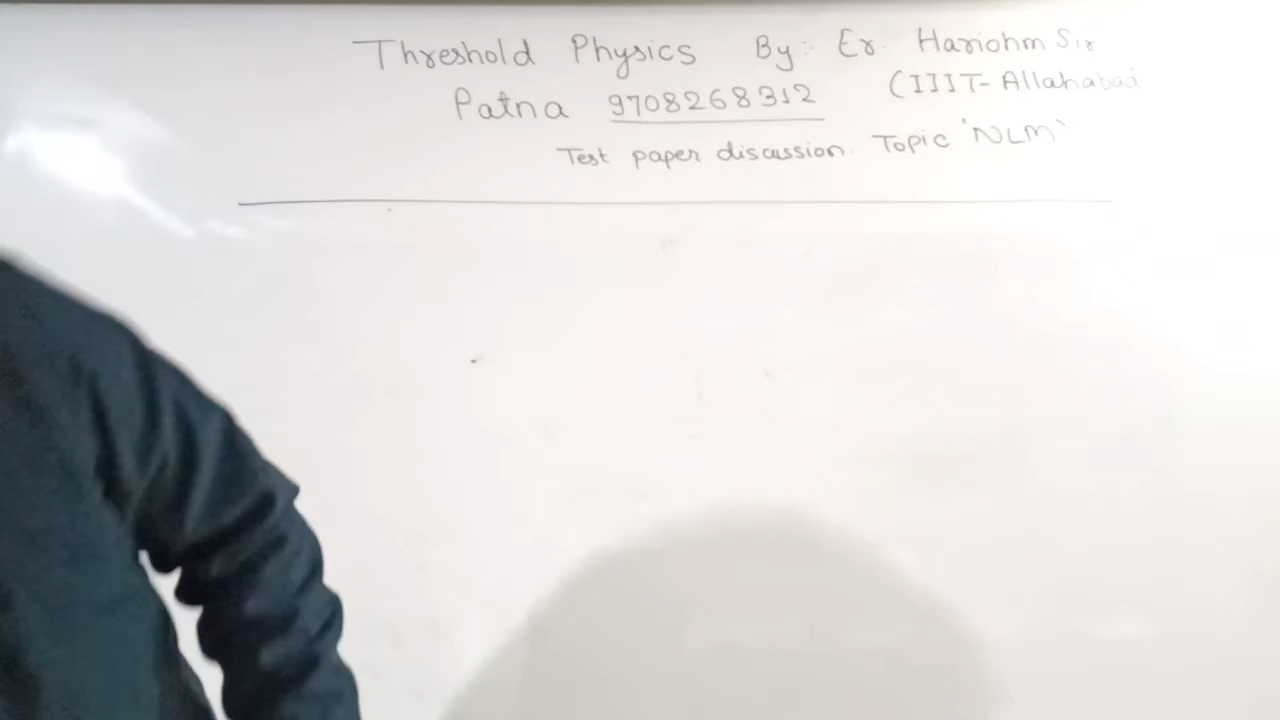 Threshold Physics By: Er. Hariohm Sir
Patna 9708268312 (IIIT-Allahabad
Test paper discussion. Topic 'NLM'